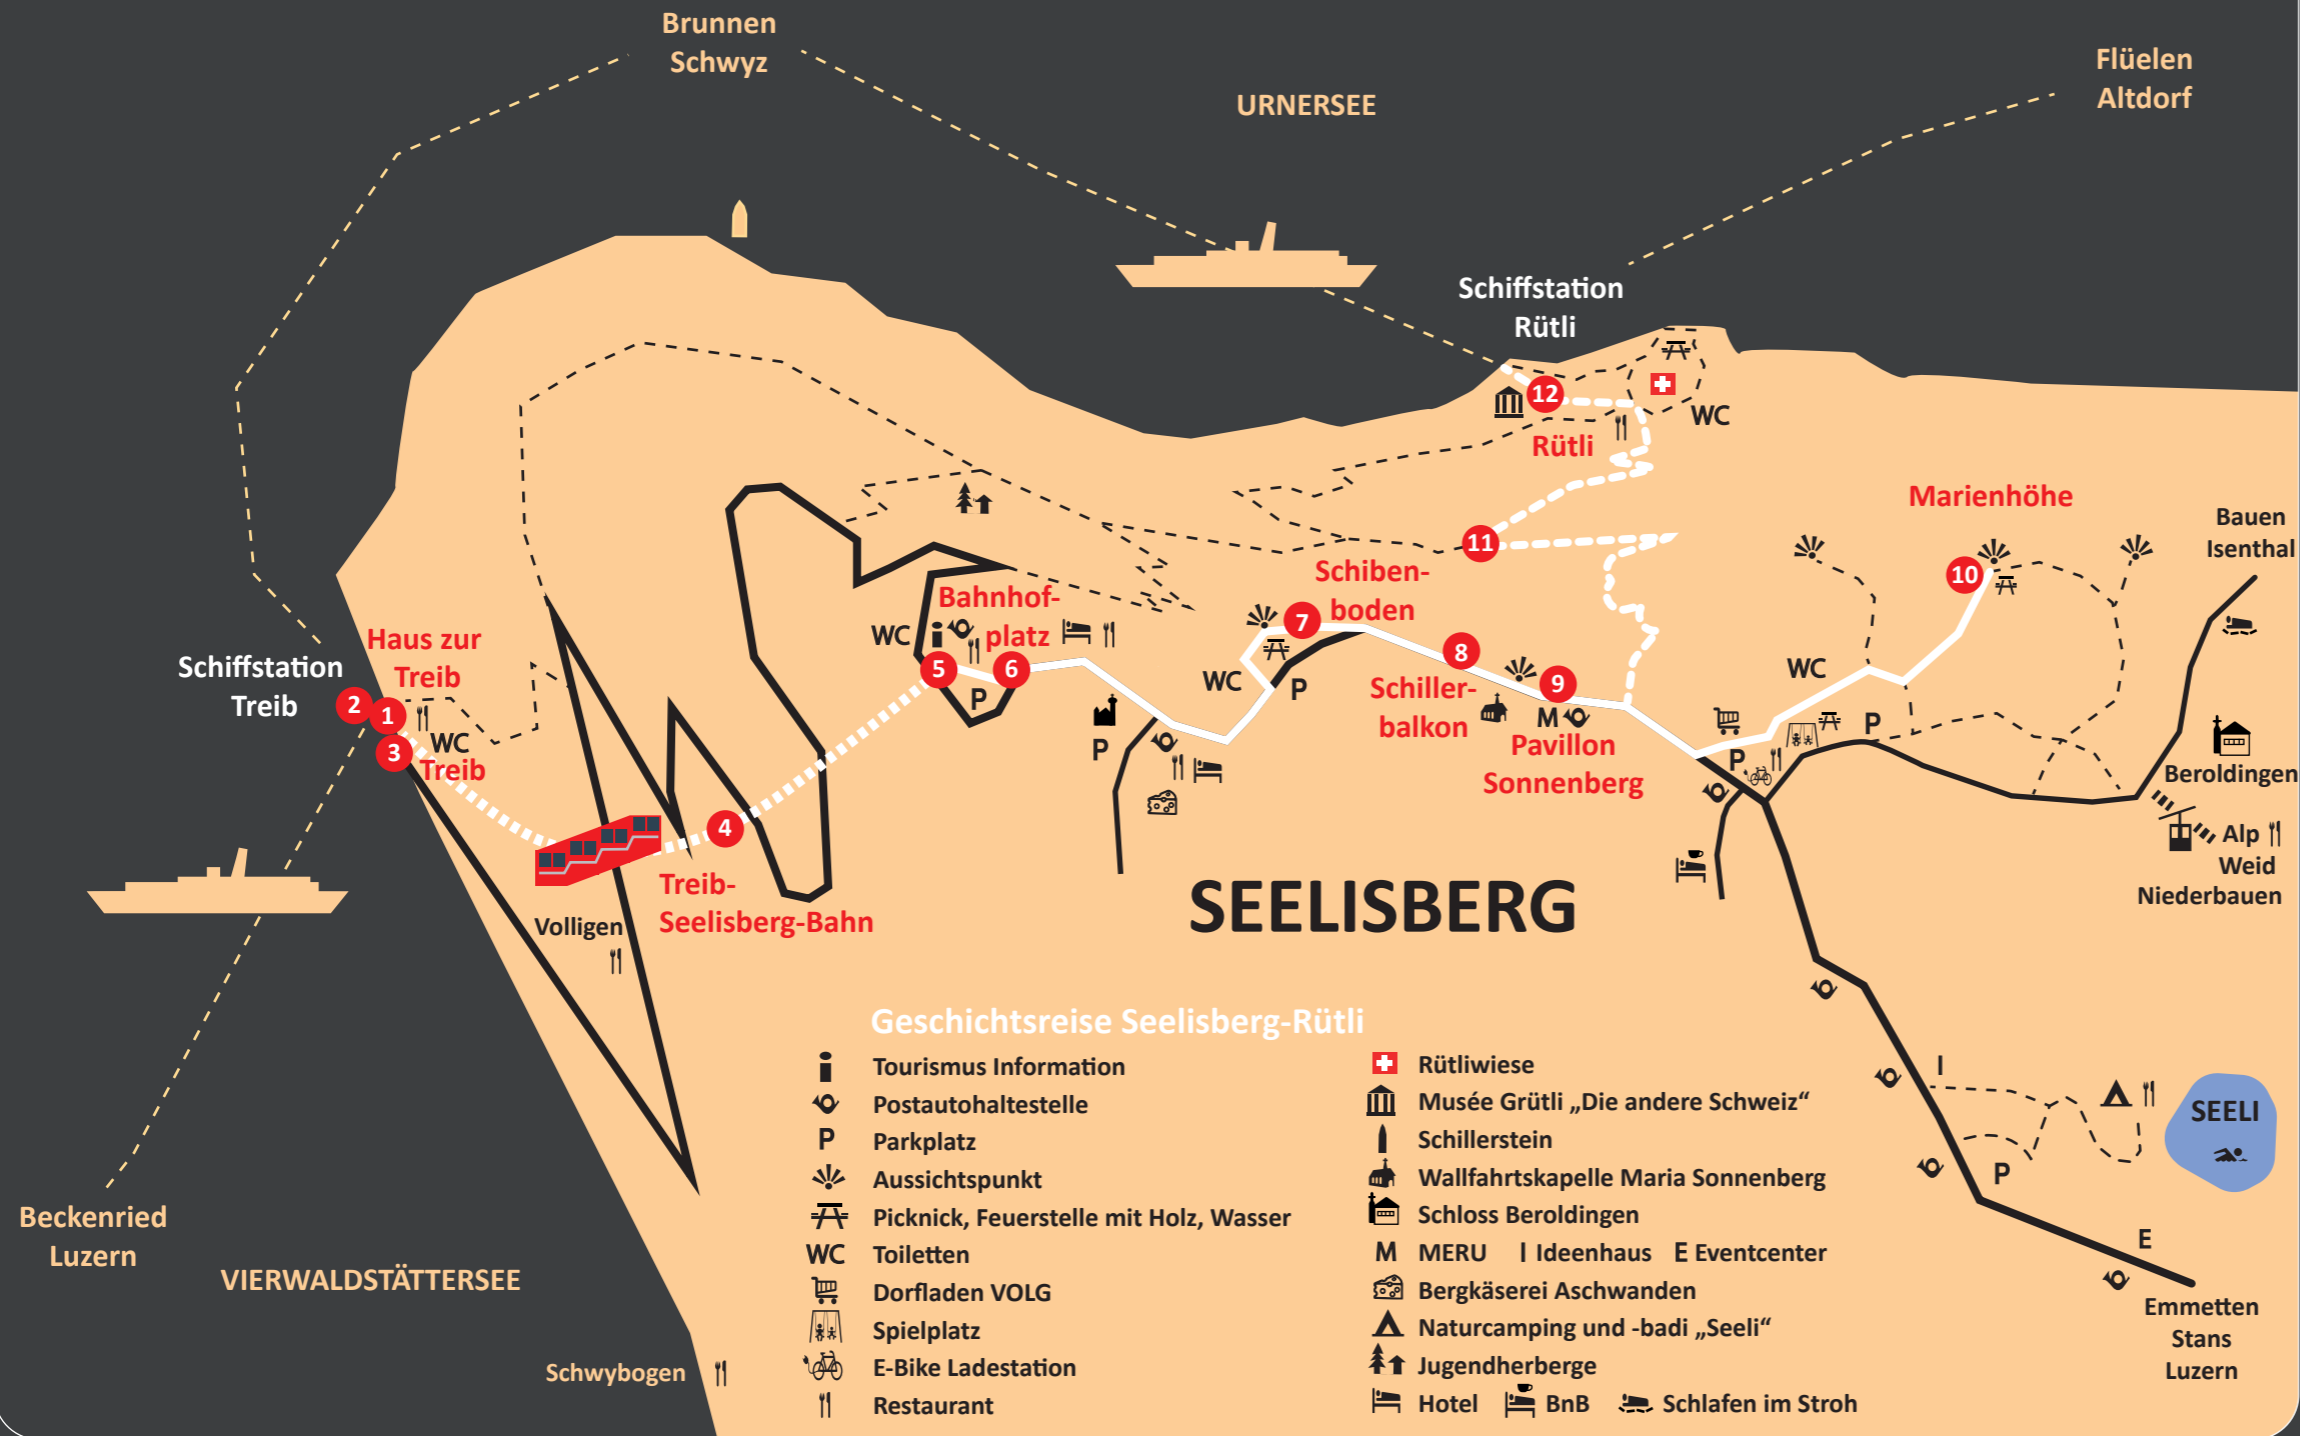 Brunnen
Schwyz
URNERSEE
Flüelen
Altdorf
Schiffstation
Rütli
12
WC
Rütli
Marienhöhe
Bauen
Isenthal
11
10
Schiben-
boden
7
Bahnhof-
platz
WC
5
6
P
Haus zur
Treib
Schiffstation
Treib
2
1
3
WC
Treib
WC
P
8
Schiller-
balkon
9
M
Pavillon
Sonnenberg
WC
P
P
P
Beroldingen
Alp
Weid
Niederbauen
4
Treib-
Seelisberg-Bahn
Volligen
SEELISBERG
I
P
SEELI
E
Emmetten
Stans
Luzern
Beckenried
Luzern
VIERWALDSTÄTTERSEE
Schwybogen
Geschichtsreise Seelisberg-Rütli
Tourismus Information
Postautohaltestelle
P Parkplatz
Aussichtspunkt
Picknick, Feuerstelle mit Holz, Wasser
WC Toiletten
Dorfladen VOLG
Spielplatz
E-Bike Ladestation
Restaurant
Rütliwiese
Musée Grütli „Die andere Schweiz“
Schillerstein
Wallfahrtskapelle Maria Sonnenberg
Schloss Beroldingen
M MERU I Ideenhaus E Eventcenter
Bergkäserei Aschwanden
Naturcamping und -badi „Seeli“
Jugendherberge
Hotel BnB Schlafen im Stroh